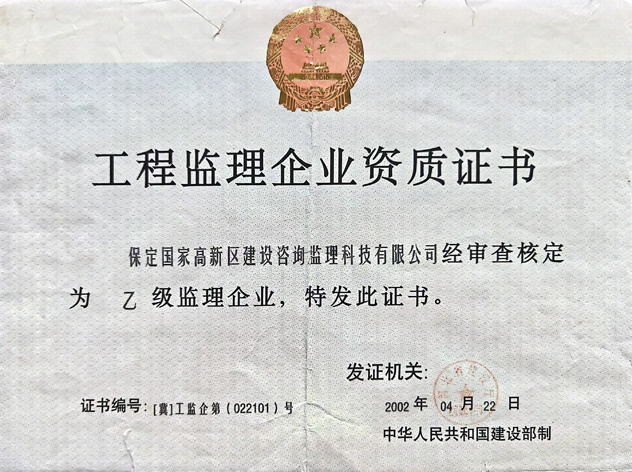 工程监理企业资质证书
保定国家高新区建设咨询监理科技有限公司经审查核定
为 乙 级监理企业，特发此证书。
发证机关：
证书编号：[冀]工监企第（022101）号
2002 年 04 月 22 日
中华人民共和国建设部制